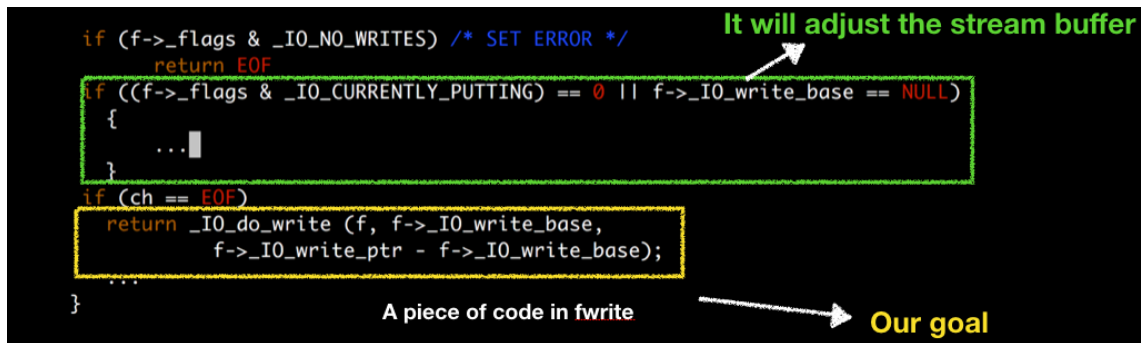 It will adjust the stream buffer
if (f->_flags & _IO_NO_WRITES) /* SET ERROR */
return EOF
if ((f->_flags & _IO_CURRENTLY_PUTTING) == 0 || f->_IO_write_base == NULL)
{
...
}
if (ch == EOF)
return _IO_do_write (f, f->_IO_write_base,
f->_IO_write_ptr - f->_IO_write_base);
...
}
A piece of code in fwrite
Our goal